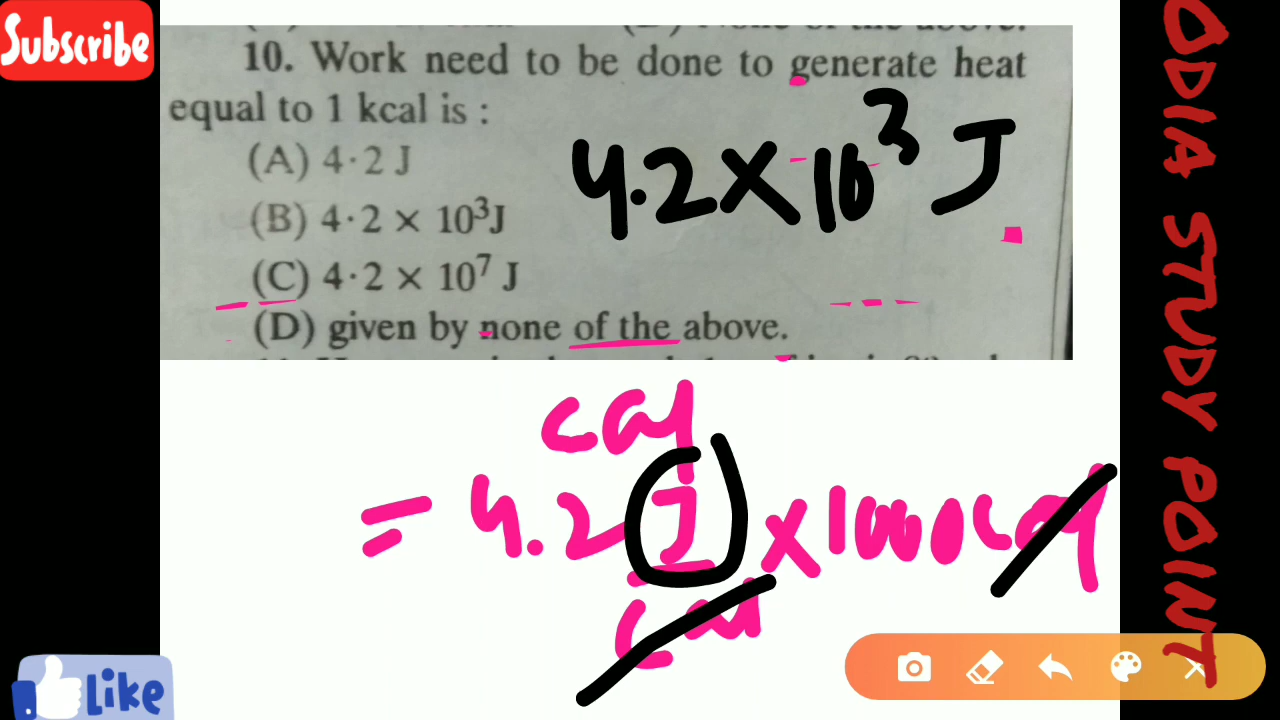 Subscribe
10. Work need to be done to generate heat
equal to 1 kcal is :
(A) 4·2 J
(B) 4·2 × 10³J
(C) 4·2 × 10⁷ J
(D) given by none of the above.
4.2 × 10³ J
cal
= 4.2 J × 1000 cal
cal
Like
ODIA STUDY POINT